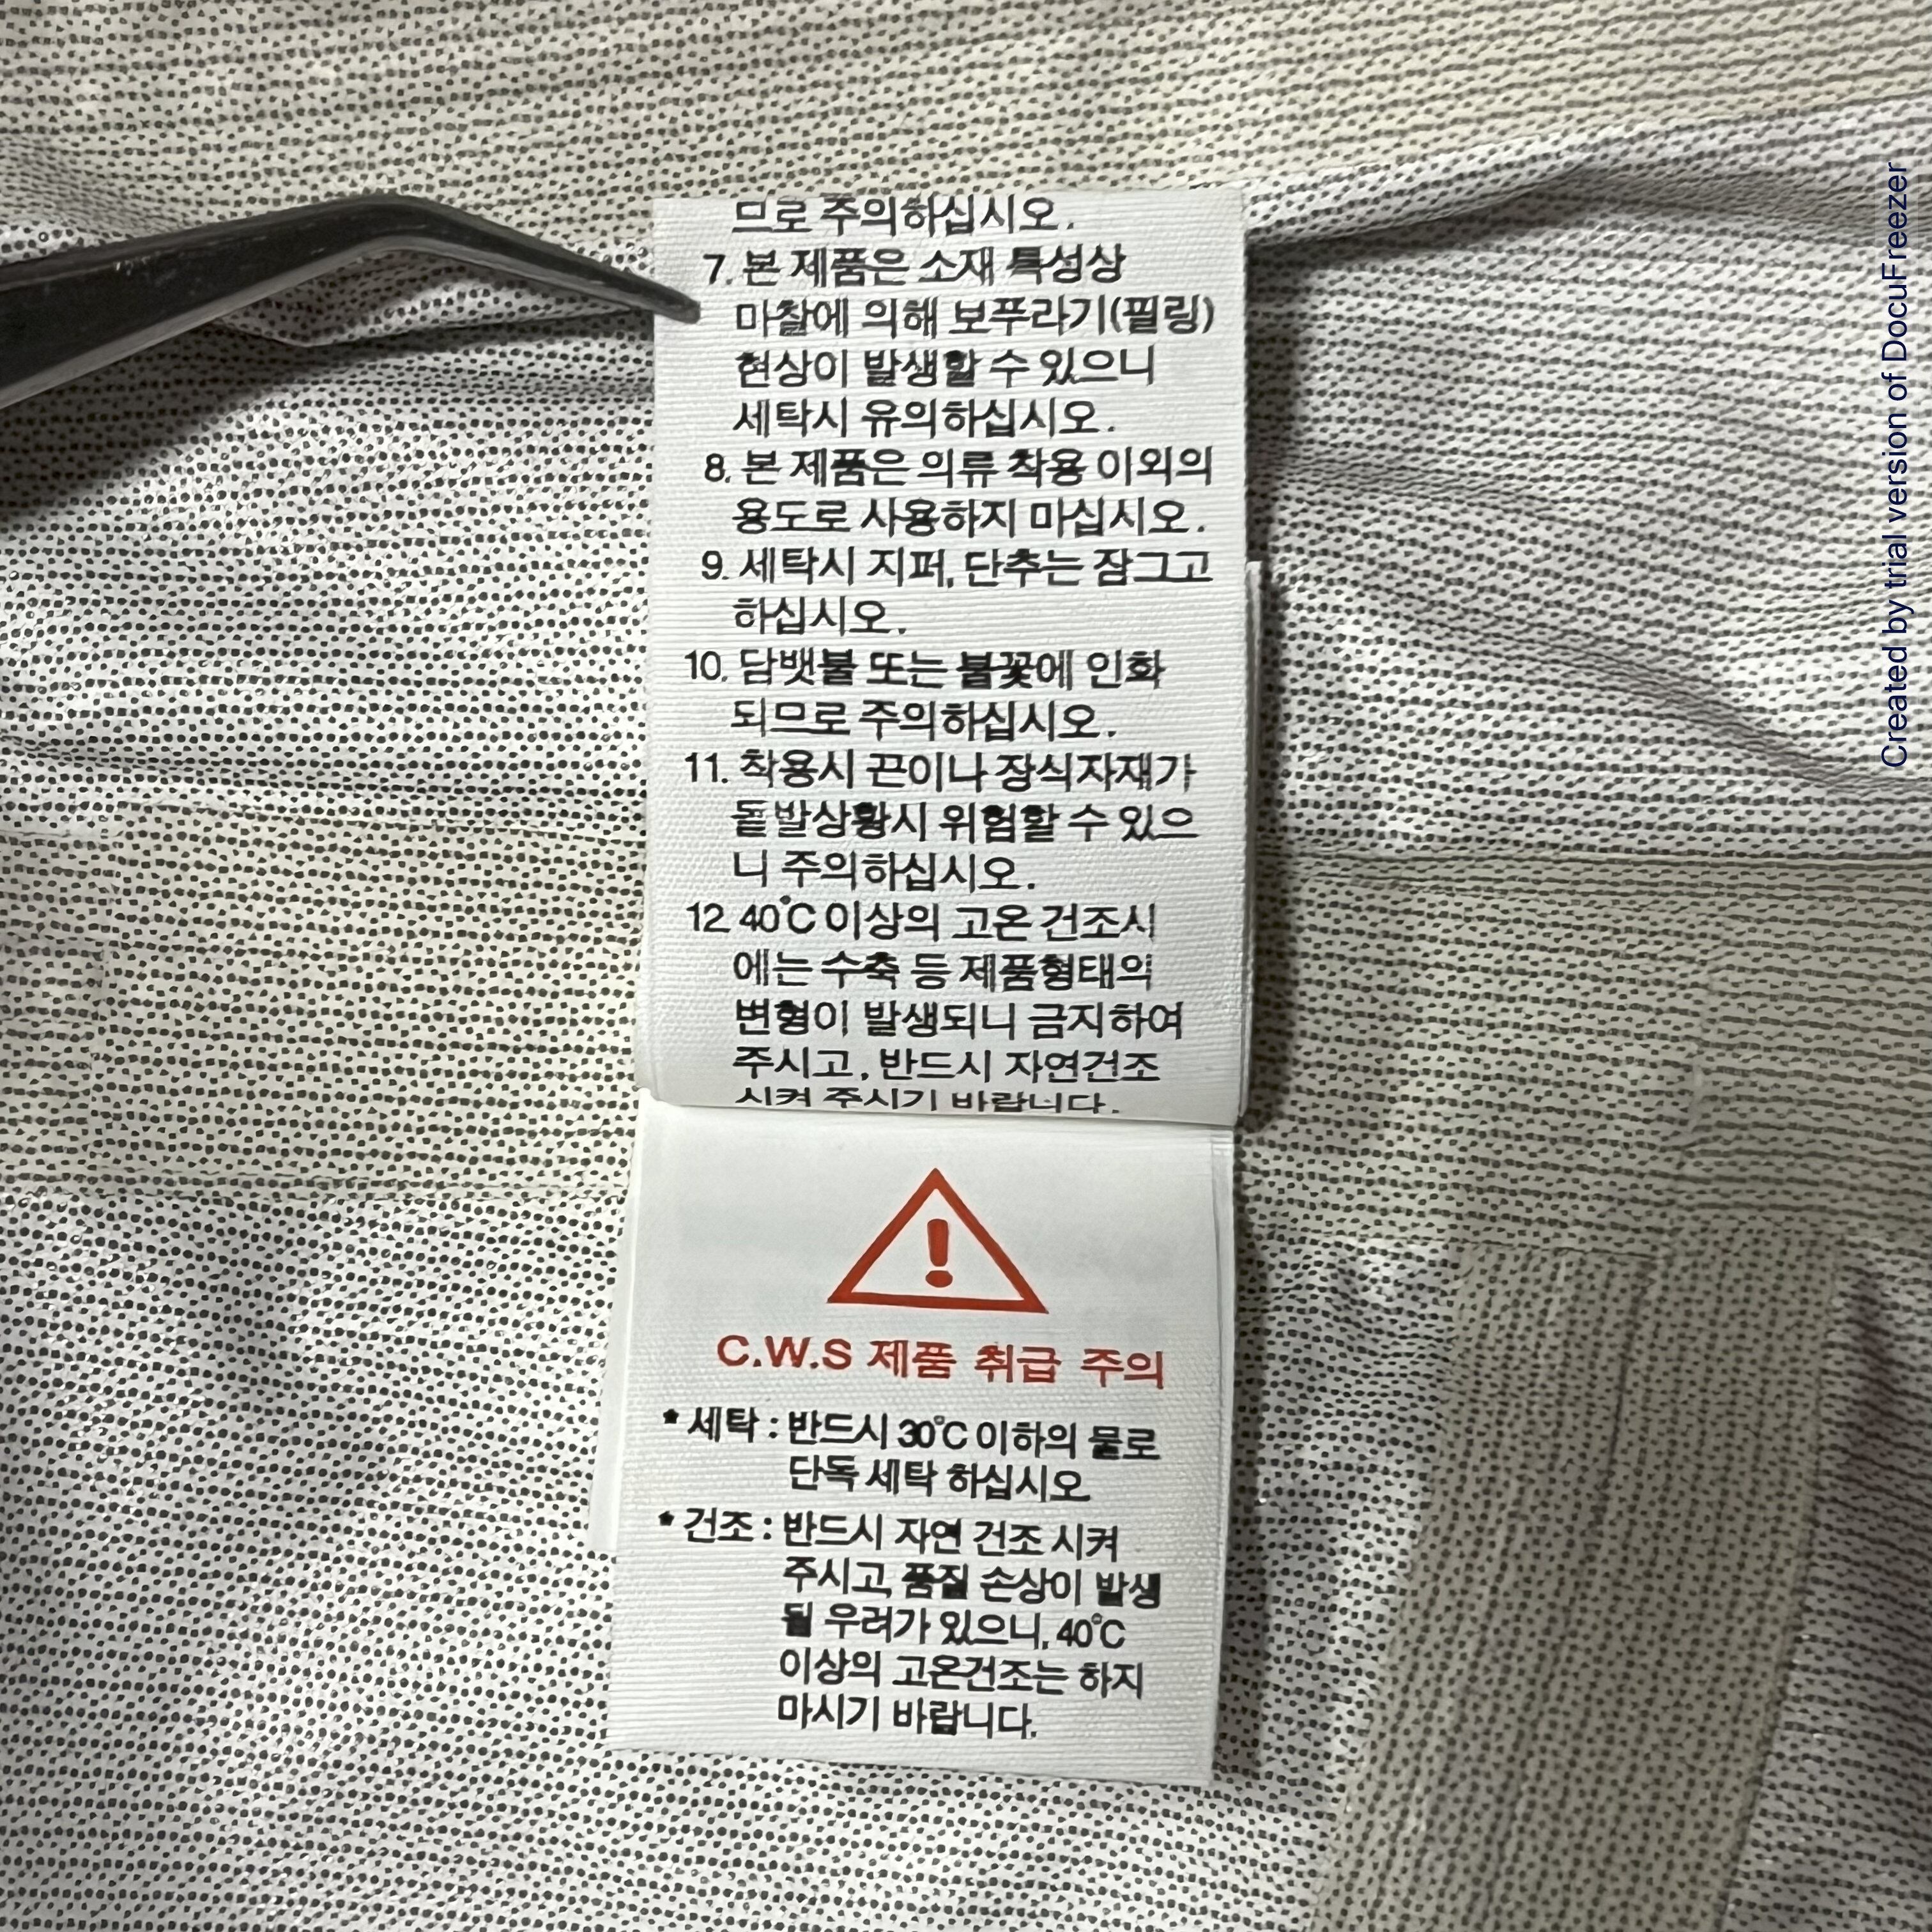 므로 주의하십시오.
7. 본 제품은 소재 특성상
마찰에 의해 보푸라기(필링)
현상이 발생할 수 있으니
세탁시 유의하십시오.
8. 본 제품은 의류 착용 이외의
용도로 사용하지 마십시오.
9. 세탁시 지퍼, 단추는 잠그고
하십시오.
10. 담뱃불 또는 불꽃에 인화
되므로 주의하십시오.
11. 착용시 끈이나 장식자재가
돌발상황시 위험할 수 있으
니 주의하십시오.
12. 40℃ 이상의 고온 건조시
에는 수축 등 제품형태의
변형이 발생되니 금지하여
주시고, 반드시 자연건조
시켜 주시기 바랍니다.
C.W.S 제품 취급 주의
* 세탁 : 반드시 30℃ 이하의 물로
단독 세탁 하십시오
* 건조 : 반드시 자연 건조 시켜
주시고, 품질 손상이 발생
될 우려가 있으니, 40℃
이상의 고온건조는 하지
마시기 바랍니다.
Created by trial version of DocuFreezer